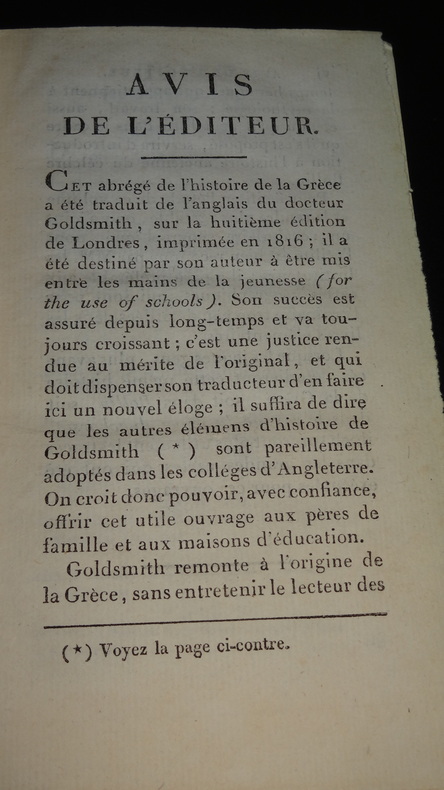 AVIS
DE L'ÉDITEUR.
CET abrégé de l'histoire de la Grèce
a été traduit de l'anglais du docteur
Goldsmith, sur la huitième édition
de Londres, imprimée en 1816; il a
été destiné par son auteur à être mis
entre les mains de la jeunesse (for
the use of schools). Son succès est
assuré depuis long-temps et va tou-
jours croissant; c'est une justice ren-
due au mérite de l'original, et qui
doit dispenser son traducteur d'en faire
ici un nouvel éloge; il suffira de dire
que les autres élémens d'histoire de
Goldsmith (*) sont pareillement
adoptés dans les colléges d'Angleterre.
On croit donc pouvoir, avec confiance,
offrir cet utile ouvrage aux pères de
famille et aux maisons d'éducation.
Goldsmith remonte à l'origine de
la Grèce, sans entretenir le lecteur des
(*) Voyez la page ci-contre.